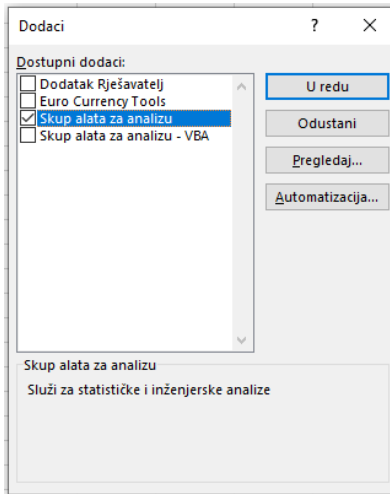 Dodaci ?
Dostupni dodaci:
Dodatak Rješavatelj
Euro Currency Tools
Skup alata za analizu
Skup alata za analizu - VBA
U redu
Odustani
Pregledaj...
Automatizacija...
Skup alata za analizu
Služi za statističke i inženjerske analize